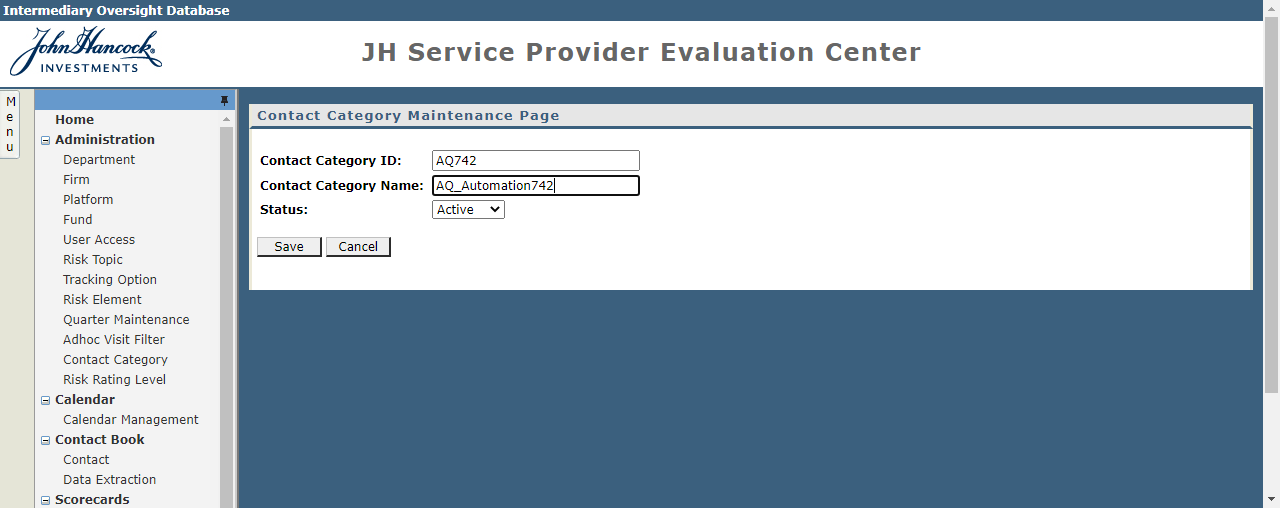 Intermediary Oversight Database
John Hancock
INVESTMENTS
JH Service Provider Evaluation Center
Menu
Home
Administration
Department
Firm
Platform
Fund
User Access
Risk Topic
Tracking Option
Risk Element
Quarter Maintenance
Adhoc Visit Filter
Contact Category
Risk Rating Level
Calendar
Calendar Management
Contact Book
Contact
Data Extraction
Scorecards
Contact Category Maintenance Page
Contact Category ID: AQ742
Contact Category Name: AQ_Automation742
Status: Active
Save Cancel